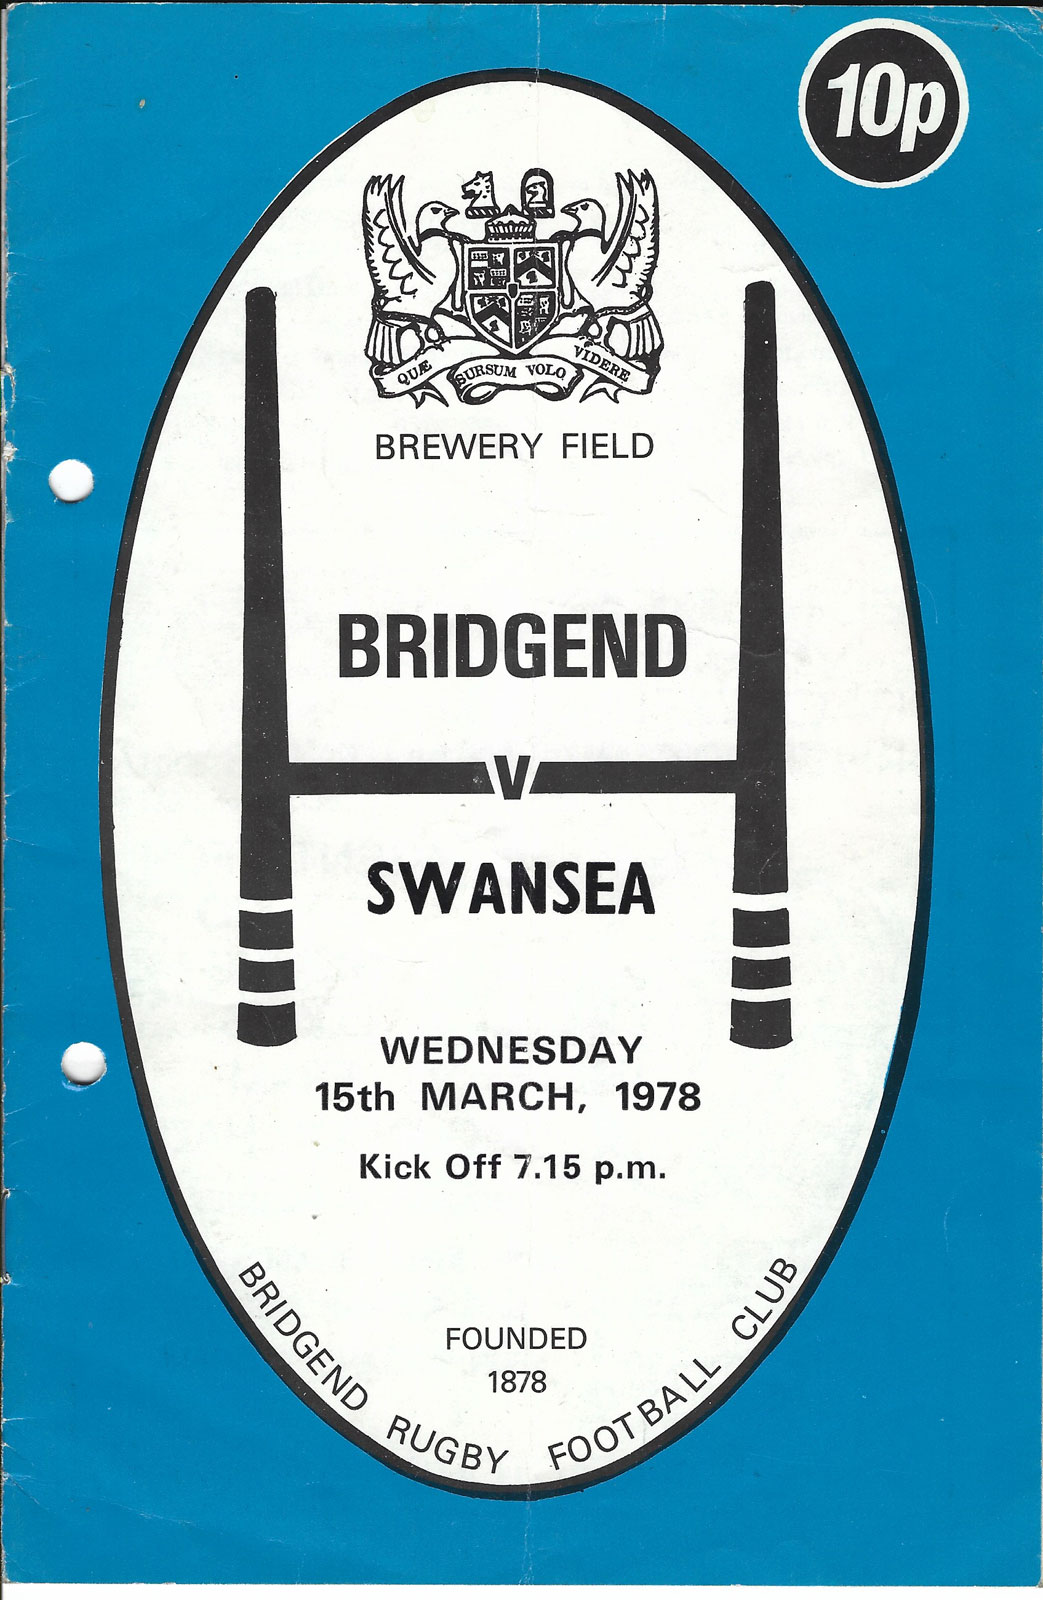 10p
QUÆ SURSUM VOLO VIDERE
BREWERY FIELD
BRIDGEND
V
SWANSEA
WEDNESDAY
15th MARCH, 1978
Kick Off 7.15 p.m.
FOUNDED
1878
BRIDGEND RUGBY FOOTBALL CLUB